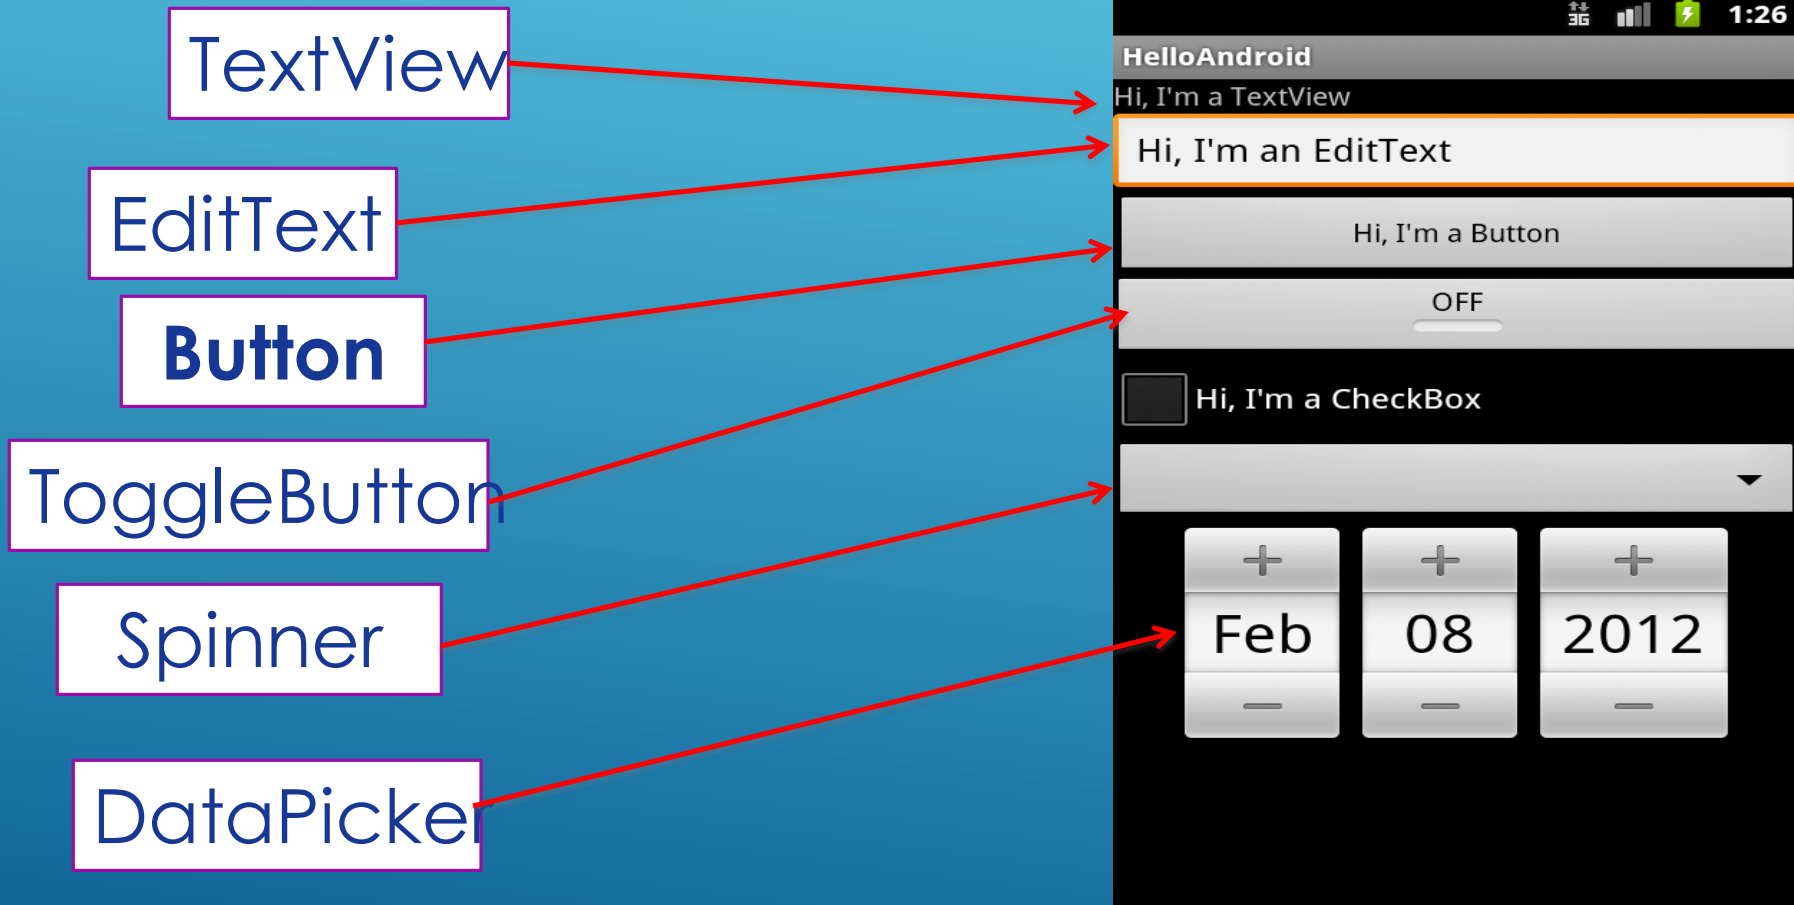 TextView
EditText
Button
ToggleButton
Spinner
DataPicker
3G 1:26
HelloAndroid
Hi, I'm a TextView
Hi, I'm an EditText
Hi, I'm a Button
OFF
Hi, I'm a CheckBox
Feb 08 2012